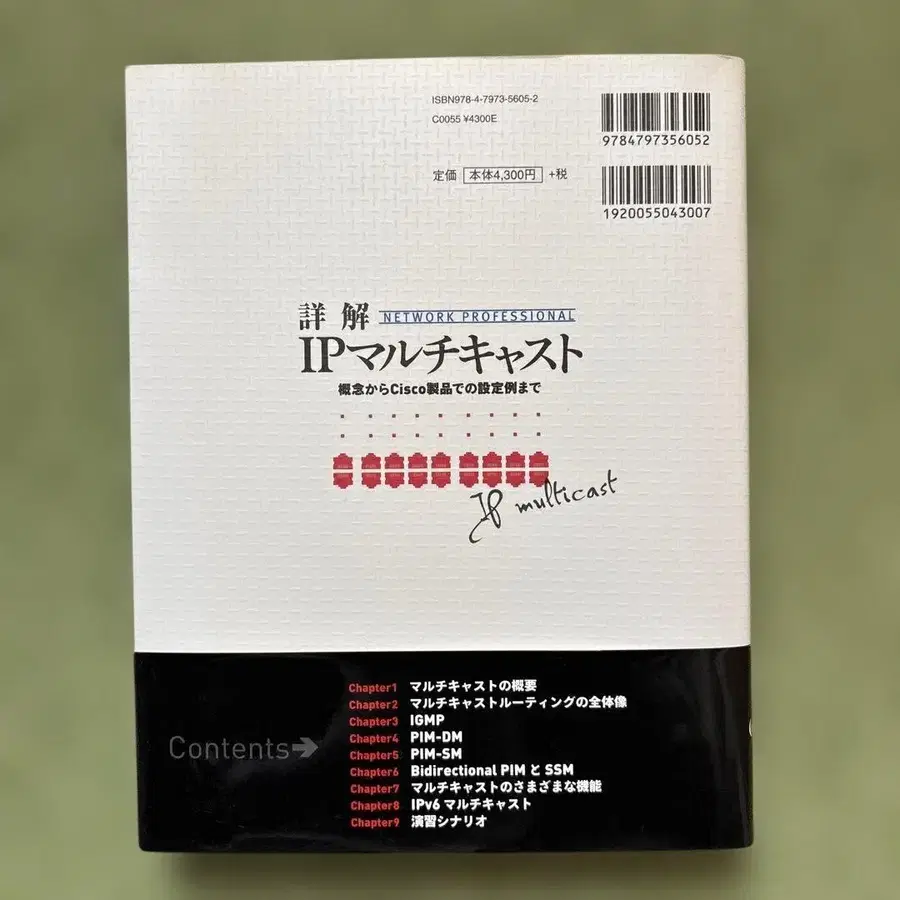 ISBN978-4-7973-5605-2
C0055 ¥4300E
9784797356052
定価 本体4,300円 +税
1920055043007
詳解 NETWORK PROFESSIONAL
IPマルチキャスト
概念からCisco製品での設定例まで
IP multicast
Contents→
Chapter1 マルチキャストの概要
Chapter2 マルチキャストルーティングの全体像
Chapter3 IGMP
Chapter4 PIM-DM
Chapter5 PIM-SM
Chapter6 Bidirectional PIM と SSM
Chapter7 マルチキャストのさまざまな機能
Chapter8 IPv6 マルチキャスト
Chapter9 演習シナリオ